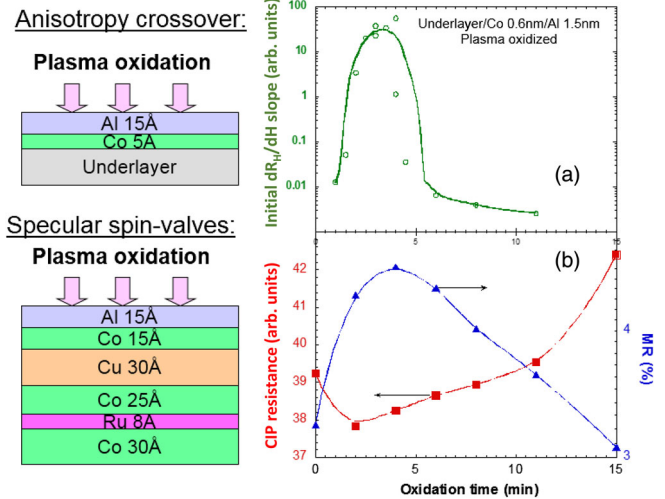 Anisotropy crossover:
Plasma oxidation
Al 15Å
Co 5A
Underlayer
Specular spin-valves:
Plasma oxidation
Al 15Å
Co 15Å
Cu 30Å
Co 25Å
Ru 8A
Co 30Å
Underlayer/Co 0.6nm/Al 1.5nm
Plasma oxidized
Initial dR_H/dH slope (arb. units)
100
10
1
0.1
0.01
(a)
0 5 10 15
(b)
CIP resistance (arb. units)
42
41
40
39
38
37
4
3
MR (%)
0 5 10 15
Oxidation time (min)